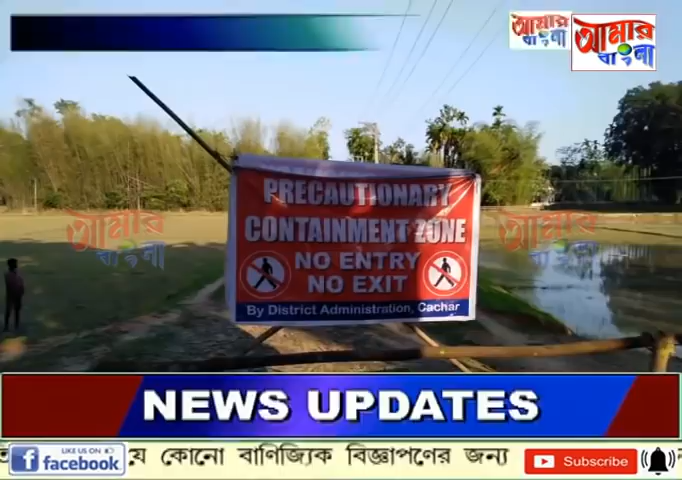 আমার
বাংলা
আমার
বাংলা
PRECAUTIONARY
CONTAINMENT ZONE
NO ENTRY
NO EXIT
By District Administration, Cachar
আমার
বাংলা
আমার
বাংলা
NEWS UPDATES
LIKE US ON
facebook
যে কোনো বাণিজ্যিক বিজ্ঞাপণের জন্য
Subscribe